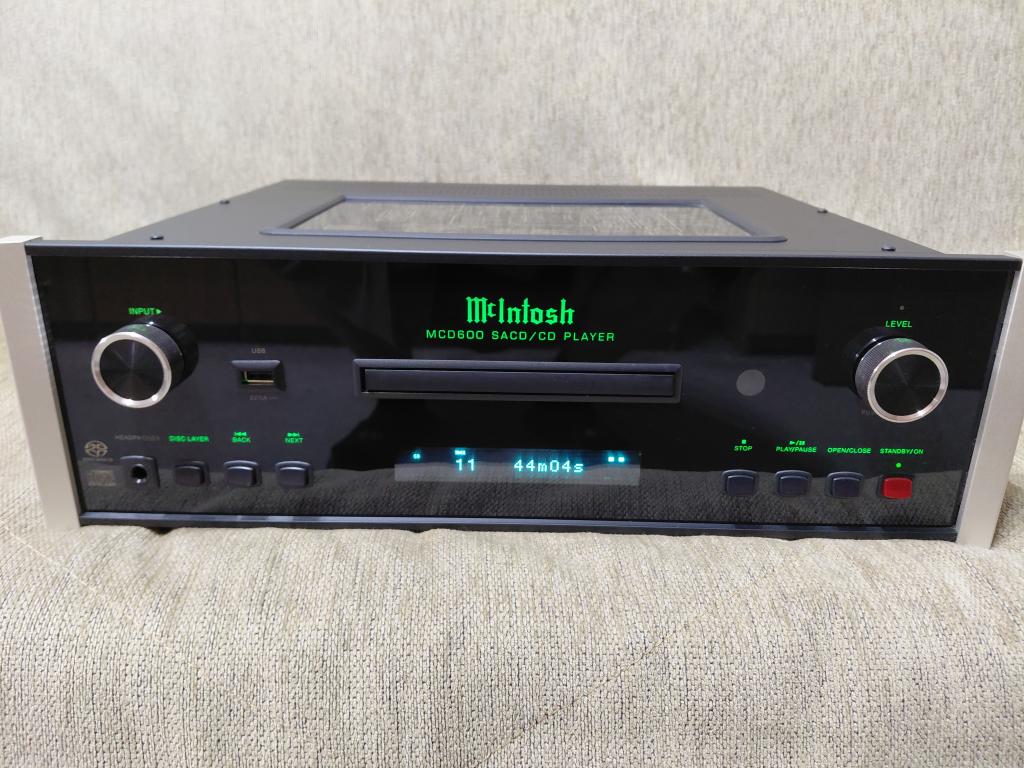 McIntosh
MCD600 SACD/CD PLAYER
INPUT
LEVEL
USB
HEADPHONES
DISC LAYER
BACK
NEXT
11 44m04s
STOP
PLAY/PAUSE
OPEN/CLOSE
STANDBY/ON